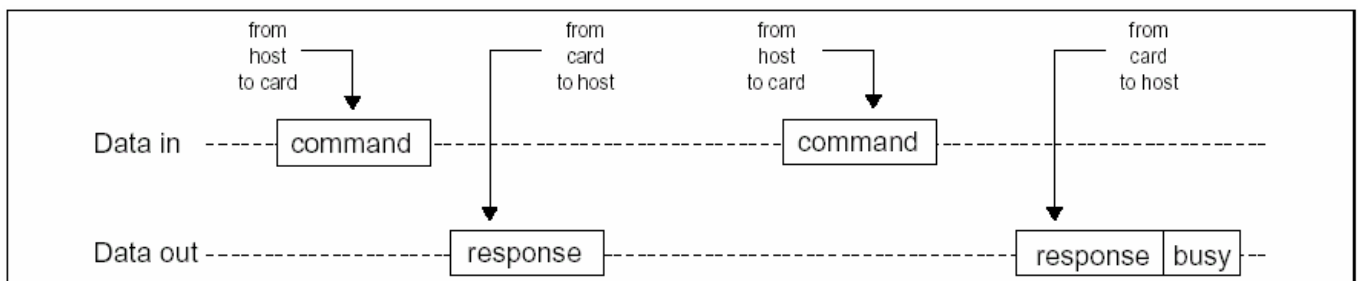 from
host
to card
from
card
to host
from
host
to card
from
card
to host
Data in command command
Data out response response busy